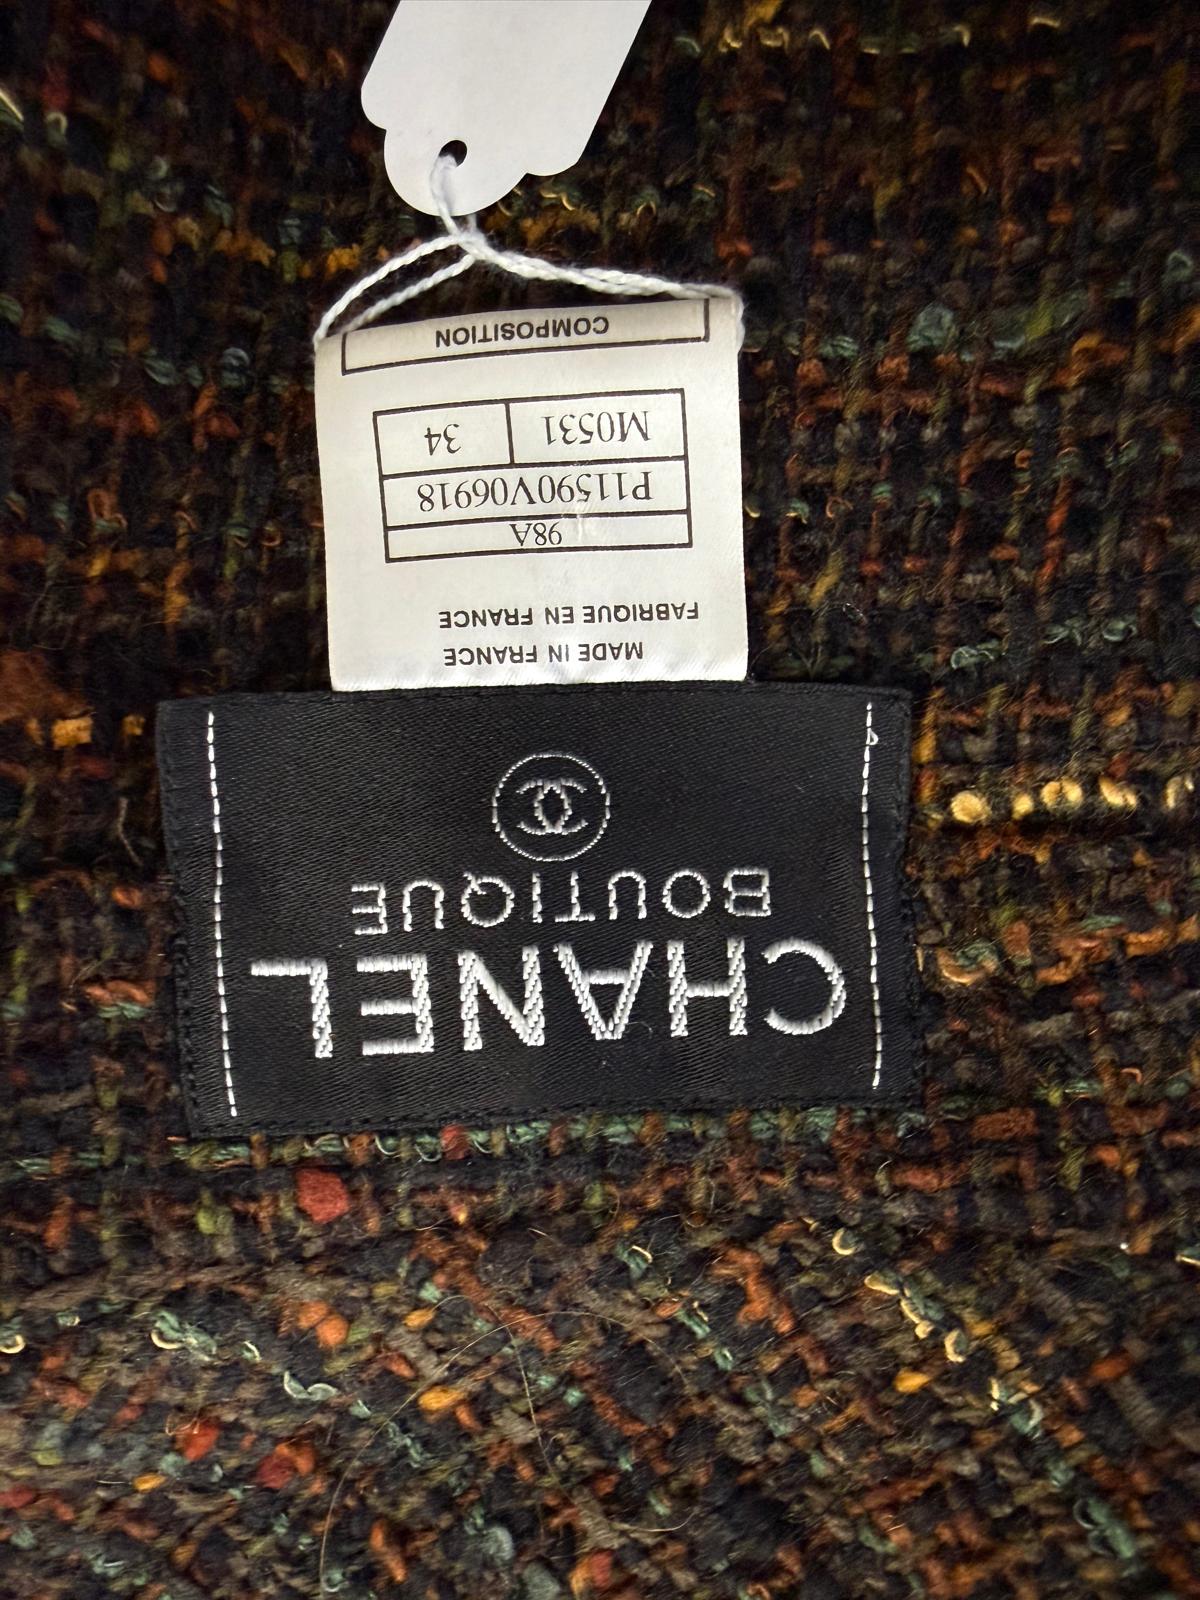 CHANEL
BOUTIQUE
MADE IN FRANCE
FABRIQUE EN FRANCE
98A
P11590V06918
M0531 34
COMPOSITION